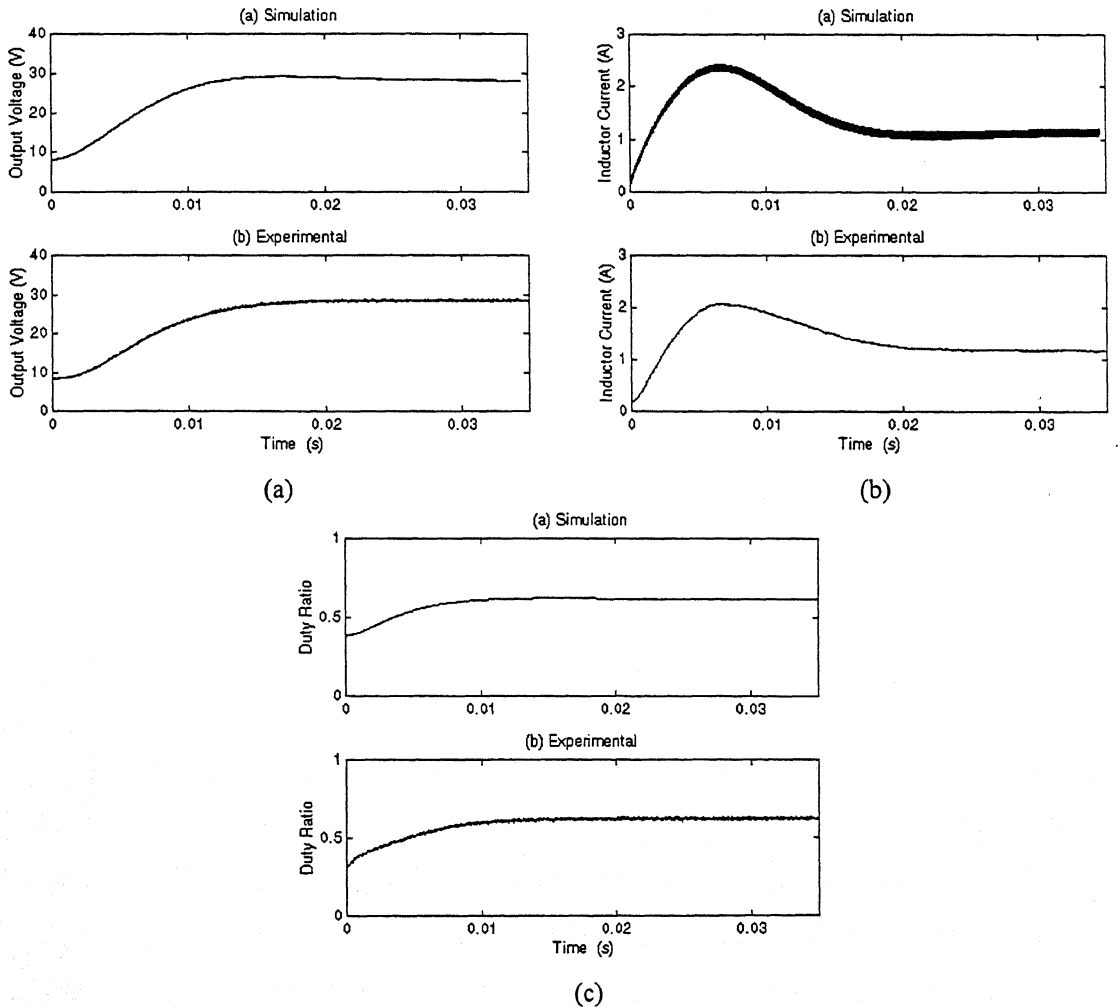 (a) Simulation
Output Voltage (V)
40
30
20
10
0
0 0.01 0.02 0.03
(b) Experimental
Output Voltage (V)
40
30
20
10
0
0 0.01 0.02 0.03
Time (s)
(a)
(a) Simulation
Inductor Current (A)
3
2
1
0
0 0.01 0.02 0.03
(b) Experimental
Inductor Current (A)
3
2
1
0
0 0.01 0.02 0.03
Time (s)
(b)
(a) Simulation
Duty Ratio
1
0.5
0
0 0.01 0.02 0.03
(b) Experimental
Duty Ratio
1
0.5
0
0 0.01 0.02 0.03
Time (s)
(c)